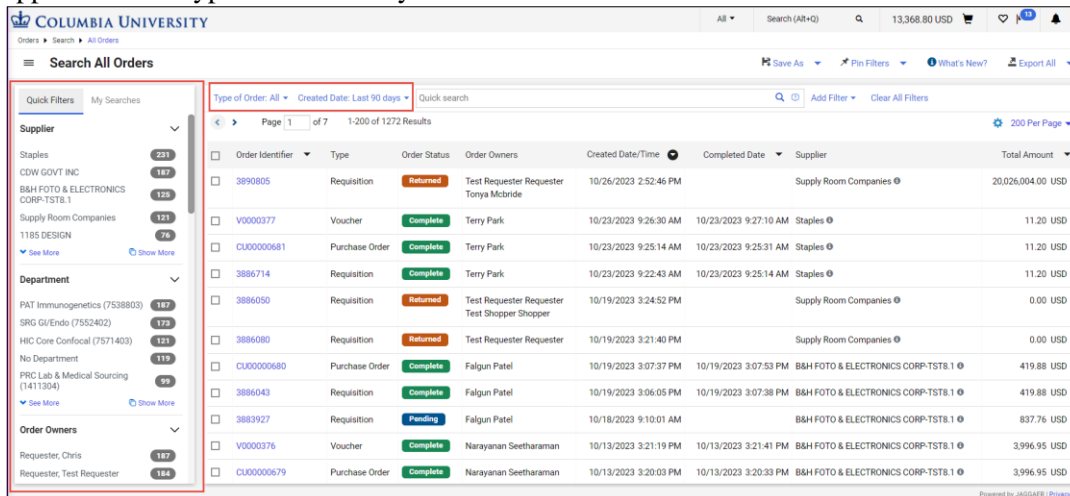 COLUMBIA UNIVERSITY
All Search (Alt+Q) 13,368.80 USD 13
Orders Search All Orders
Search All Orders
Save As Pin Filters What's New? Export All
Quick Filters My Searches
Type of Order: All Created Date: Last 90 days Quick search Add Filter Clear All Filters
Page 1 of 7 1-200 of 1272 Results 200 Per Page
Supplier
Staples 231
CDW GOVT INC 187
B&H FOTO & ELECTRONICS
CORP-TST8.1 125
Supply Room Companies 121
1185 DESIGN 76
See More Show More
Department
PAT Immunogenetics (7538803) 187
SRG GI/Endo (7552402) 173
HIC Core Confocal (7571403) 121
No Department 119
PRC Lab & Medical Sourcing
(1411304) 99
See More Show More
Order Owners
Requester, Chris 187
Requester, Test Requester 184
Order Identifier Type Order Status Order Owners Created Date/Time Completed Date Supplier Total Amount
3890805 Requisition Returned Test Requester Requester 10/26/2023 2:52:46 PM Supply Room Companies 20,026,004.00 USD
Tonya Mcbride
V0000377 Voucher Complete Terry Park 10/23/2023 9:26:30 AM 10/23/2023 9:27:10 AM Staples 11.20 USD
CU00000681 Purchase Order Complete Terry Park 10/23/2023 9:25:14 AM 10/23/2023 9:25:31 AM Staples 11.20 USD
3886714 Requisition Complete Terry Park 10/23/2023 9:22:43 AM 10/23/2023 9:25:14 AM Staples 11.20 USD
3886050 Requisition Returned Test Requester Requester 10/19/2023 3:24:52 PM Supply Room Companies 0.00 USD
Test Shopper Shopper
3886080 Requisition Returned Test Requester Requester 10/19/2023 3:21:40 PM Supply Room Companies 0.00 USD
CU00000680 Purchase Order Complete Falgun Patel 10/19/2023 3:07:37 PM 10/19/2023 3:07:53 PM B&H FOTO & ELECTRONICS CORP-TST8.1 419.88 USD
3886043 Requisition Complete Falgun Patel 10/19/2023 3:06:05 PM 10/19/2023 3:07:38 PM B&H FOTO & ELECTRONICS CORP-TST8.1 419.88 USD
3883927 Requisition Pending Falgun Patel 10/18/2023 9:10:01 AM B&H FOTO & ELECTRONICS CORP-TST8.1 837.76 USD
V0000376 Voucher Complete Narayanan Seetharaman 10/13/2023 3:21:19 PM 10/13/2023 3:21:41 PM B&H FOTO & ELECTRONICS CORP-TST8.1 3,996.95 USD
CU00000679 Purchase Order Complete Narayanan Seetharaman 10/13/2023 3:20:03 PM 10/13/2023 3:20:33 PM B&H FOTO & ELECTRONICS CORP-TST8.1 3,996.95 USD
Powered by JAGGAER | Privacy